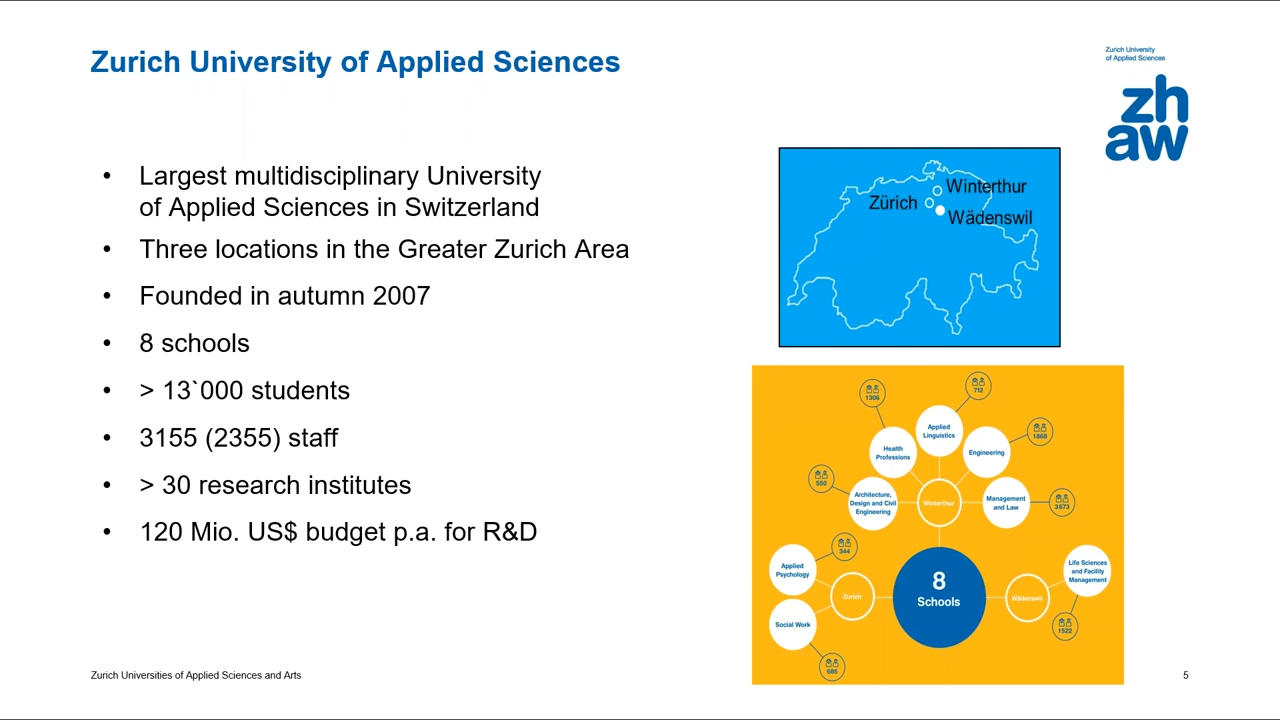 Zurich University of Applied Sciences
Zurich University
of Applied Sciences
zh
aw
• Largest multidisciplinary University
of Applied Sciences in Switzerland
• Three locations in the Greater Zurich Area
• Founded in autumn 2007
• 8 schools
• > 13`000 students
• 3155 (2355) staff
• > 30 research institutes
• 120 Mio. US$ budget p.a. for R&D
Winterthur
Zürich
Wädenswil
712
1306
Applied
Linguistics
1868
Health
Professions
Engineering
550
Architecture,
Design and Civil
Engineering
Winterthur
Management
and Law
3673
344
Applied
Psychology
Life Sciences
and Facility
Management
8
Schools
Zurich
Wädenswil
Social Work
1522
685
Zurich Universities of Applied Sciences and Arts
5